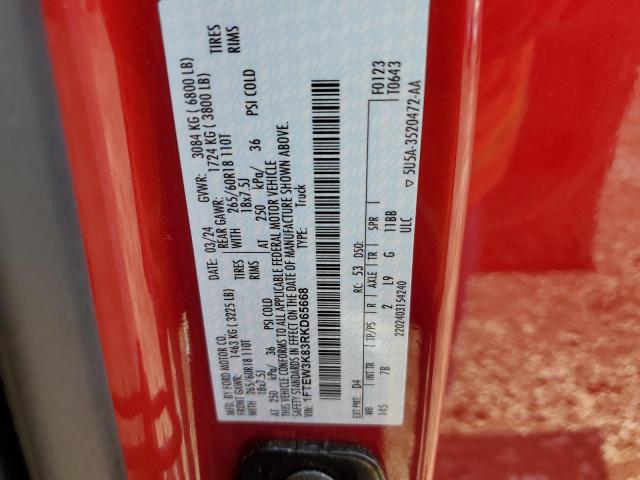 MFD. BY FORD MOTOR CO.
DATE: 03/24 GVWR: 3084 KG (6800 LB)
FRONT GAWR: 1463 KG (3225 LB) REAR GAWR: 1724 KG (3800 LB)
265/60R18 110T TIRES WITH 265/60R18 110T TIRES
18x7.5J RIMS 18x7.5J RIMS
AT 250 kPa/ 36 PSI COLD AT 250 kPa/ 36 PSI COLD
THIS VEHICLE CONFORMS TO ALL APPLICABLE FEDERAL MOTOR VEHICLE
SAFETY STANDARDS IN EFFECT ON THE DATE OF MANUFACTURE SHOWN ABOVE.
VIN: 1FTEW3K83RKD65668 TYPE: Truck
F0123
T0643
EXT PNT: D4 RC: 53 DSO:
WB INT TR TP/PS R AXLE TR SPR
145 7B 2 L9 G 11BB
ULC
2202403154240 ▽ 5U5A-3520472-AA